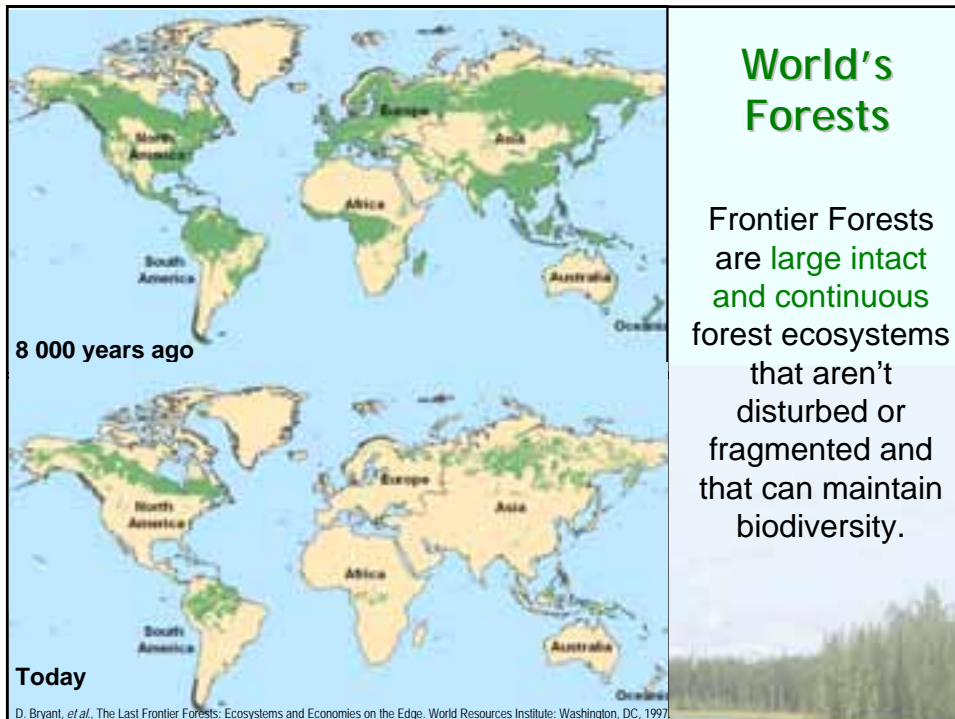 World's
Forests
Frontier Forests
are large intact
and continuous
forest ecosystems
that aren't
disturbed or
fragmented and
that can maintain
biodiversity.
North
America
Europe
Asia
Africa
South
America
Australia
Oceania
8 000 years ago
North
America
Europe
Asia
Africa
South
America
Australia
Oceania
Today
D. Bryant, et al., The Last Frontier Forests: Ecosystems and Economies on the Edge. World Resources Institute: Washington, DC, 1997